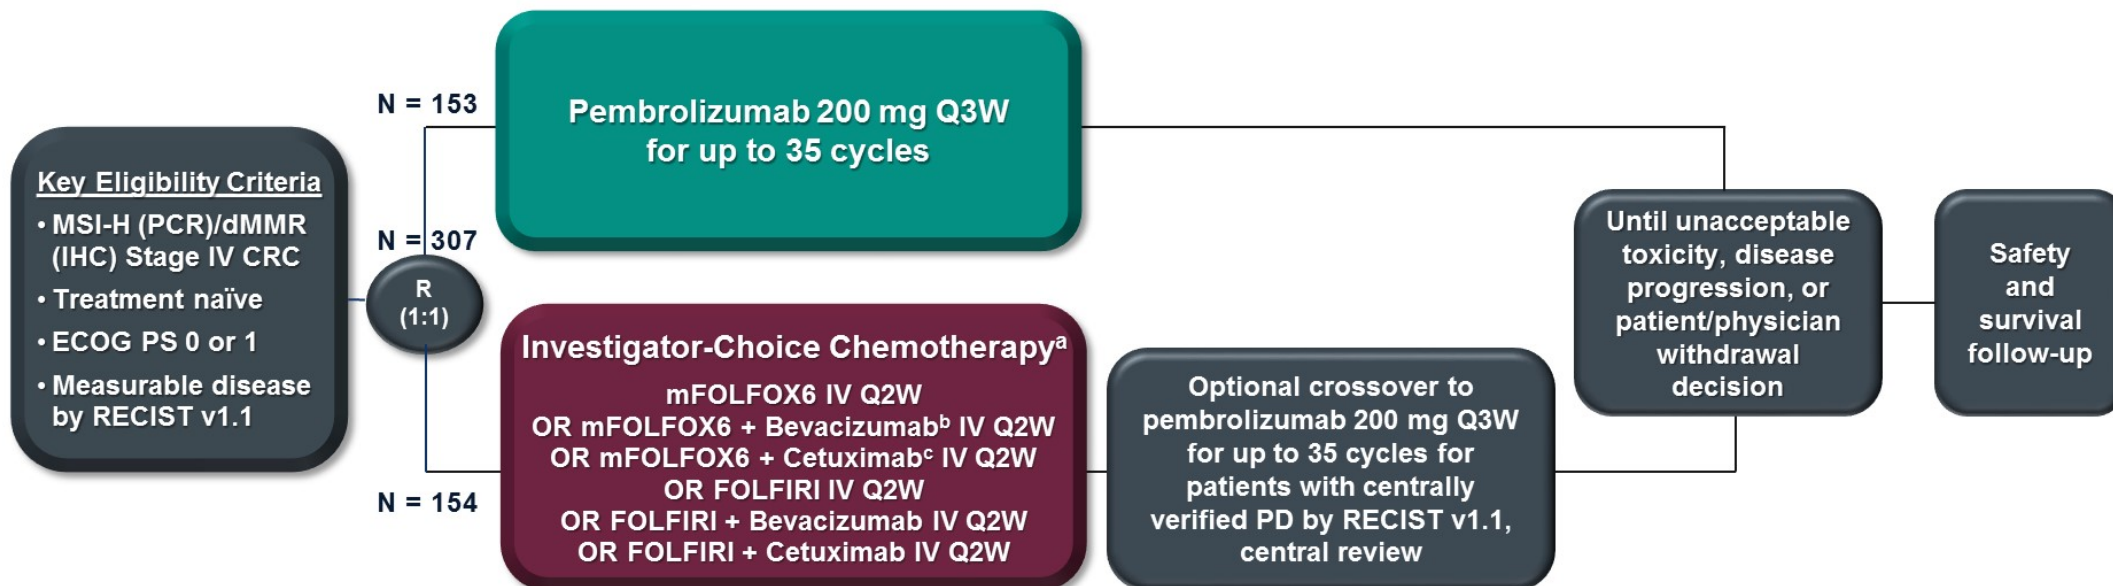 Key Eligibility Criteria
• MSI-H (PCR)/dMMR
(IHC) Stage IV CRC
• Treatment naïve
• ECOG PS 0 or 1
• Measurable disease
by RECIST v1.1
N = 153
N = 307
R
(1:1)
N = 154
Pembrolizumab 200 mg Q3W
for up to 35 cycles
Investigator-Choice Chemotherapyᵃ
mFOLFOX6 IV Q2W
OR mFOLFOX6 + Bevacizumabᵇ IV Q2W
OR mFOLFOX6 + Cetuximabᶜ IV Q2W
OR FOLFIRI IV Q2W
OR FOLFIRI + Bevacizumab IV Q2W
OR FOLFIRI + Cetuximab IV Q2W
Optional crossover to
pembrolizumab 200 mg Q3W
for up to 35 cycles for
patients with centrally
verified PD by RECIST v1.1,
central review
Until unacceptable
toxicity, disease
progression, or
patient/physician
withdrawal
decision
Safety
and
survival
follow-up